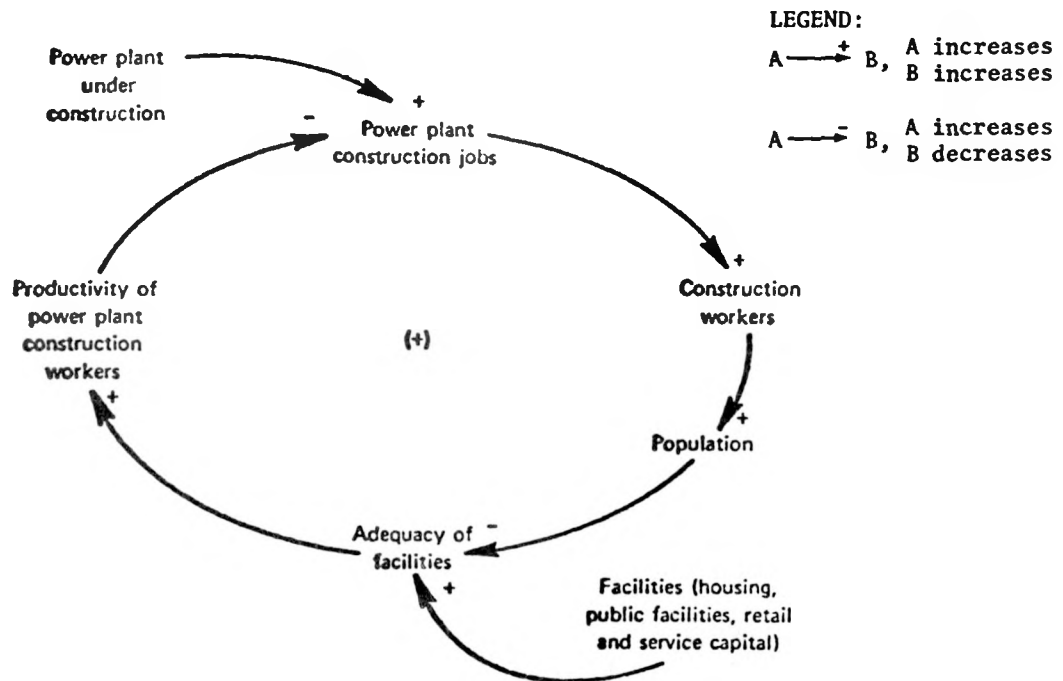 LEGEND:
A + B, A increases
B increases
A - B, A increases
B decreases
Power plant
under
construction
+
-
Power plant
construction jobs
+
Construction
workers
Productivity of
power plant
construction
workers
(+)
+
+
Population
Adequacy of -
facilities
+
Facilities (housing,
public facilities, retail
and service capital)